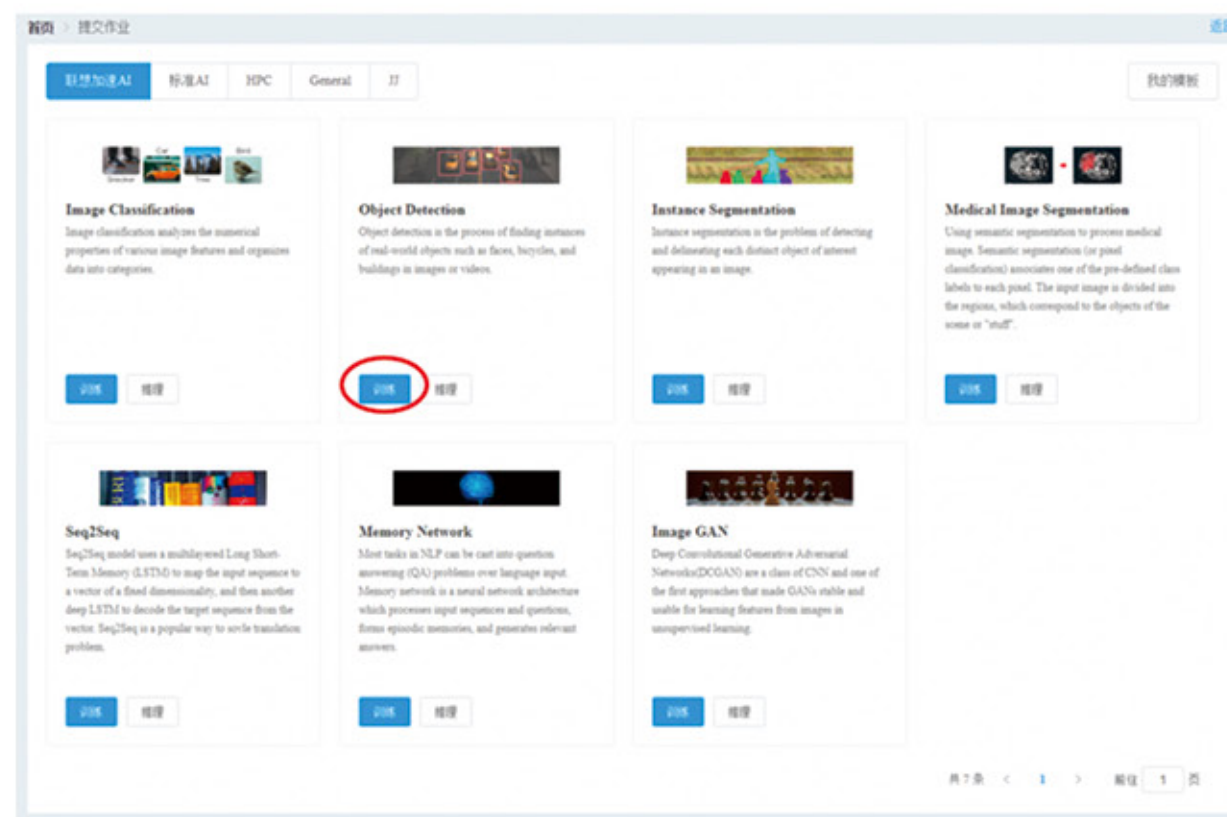 首页 > 提交作业
返回
联想加速AI 标准AI HPC General JJ
我的模板
Car Bird
Tree
Image Classification
Image classification analyzes the numerical
properties of various image features and organizes
data into categories.
训练 推理
Object Detection
Object detection is the process of finding instances
of real-world objects such as faces, bicycles, and
buildings in images or videos.
训练 推理
Instance Segmentation
Instance segmentation is the problem of detecting
and delineating each distinct object of interest
appearing in an image.
训练 推理
Medical Image Segmentation
Using semantic segmentation to process medical
image. Semantic segmentation (or pixel
classification) associates one of the pre-defined class
labels to each pixel. The input image is divided into
the regions, which correspond to the objects of the
scene or "stuff".
训练 推理
Seq2Seq
Seq2Seq model uses a multilayered Long Short-
Term Memory (LSTM) to map the input sequence to
a vector of a fixed dimensionality, and then another
deep LSTM to decode the target sequence from the
vector. Seq2Seq is a popular way to sovle translation
problem.
训练 推理
Memory Network
Most tasks in NLP can be cast into question
answering (QA) problems over language input.
Memory network is a neural network architecture
which processes input sequences and questions,
forms episodic memories, and generates relevant
answers.
训练 推理
Image GAN
Deep Convolutional Generative Adversarial
Networks(DCGAN) are a class of CNN and one of
the first approaches that made GANs stable and
usable for learning features from images in
unsupervised learning.
训练 推理
共 7 条 < 1 > 前往 1 页